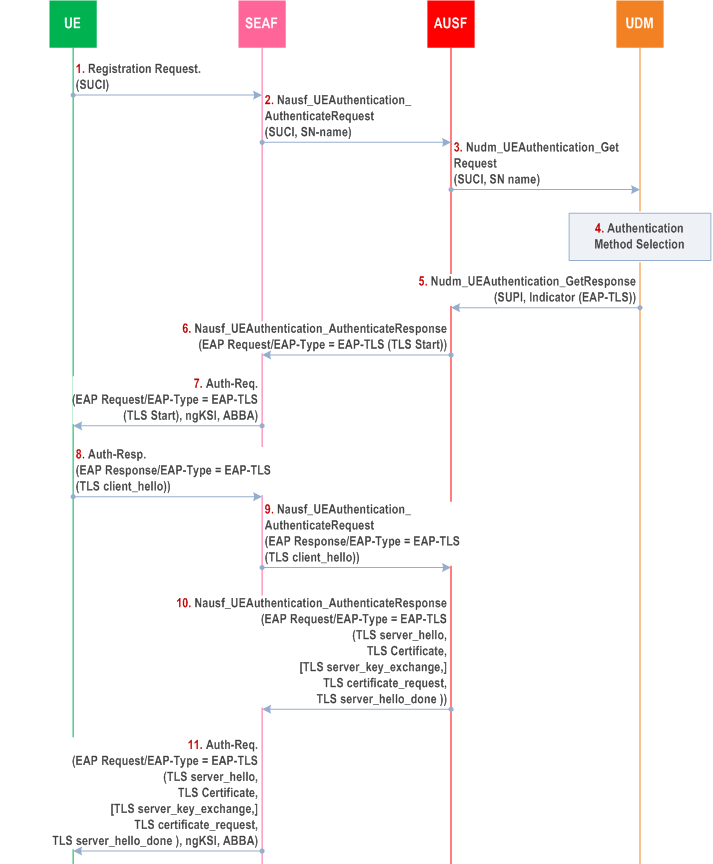 UE
SEAF
AUSF
UDM
1. Registration Request.
(SUCI)
2. Nausf_UEAuthentication_
AuthenticateRequest
(SUCI, SN-name)
3. Nudm_UEAuthentication_Get
Request
(SUCI, SN name)
4. Authentication
Method Selection
5. Nudm_UEAuthentication_GetResponse
(SUPI, Indicator (EAP-TLS))
6. Nausf_UEAuthentication_AuthenticateResponse
(EAP Request/EAP-Type = EAP-TLS (TLS Start))
7. Auth-Req.
(EAP Request/EAP-Type = EAP-TLS
(TLS Start), ngKSI, ABBA)
8. Auth-Resp.
(EAP Response/EAP-Type = EAP-TLS
(TLS client_hello))
9. Nausf_UEAuthentication_
AuthenticateRequest
(EAP Response/EAP-Type = EAP-TLS
(TLS client_hello))
10. Nausf_UEAuthentication_AuthenticateResponse
(EAP Request/EAP-Type = EAP-TLS
(TLS server_hello,
TLS Certificate,
[TLS server_key_exchange,]
TLS certificate_request,
TLS server_hello_done ))
11. Auth-Req.
(EAP Request/EAP-Type = EAP-TLS
(TLS server_hello,
TLS Certificate,
[TLS server_key_exchange,]
TLS certificate_request,
TLS server_hello_done ), ngKSI, ABBA)